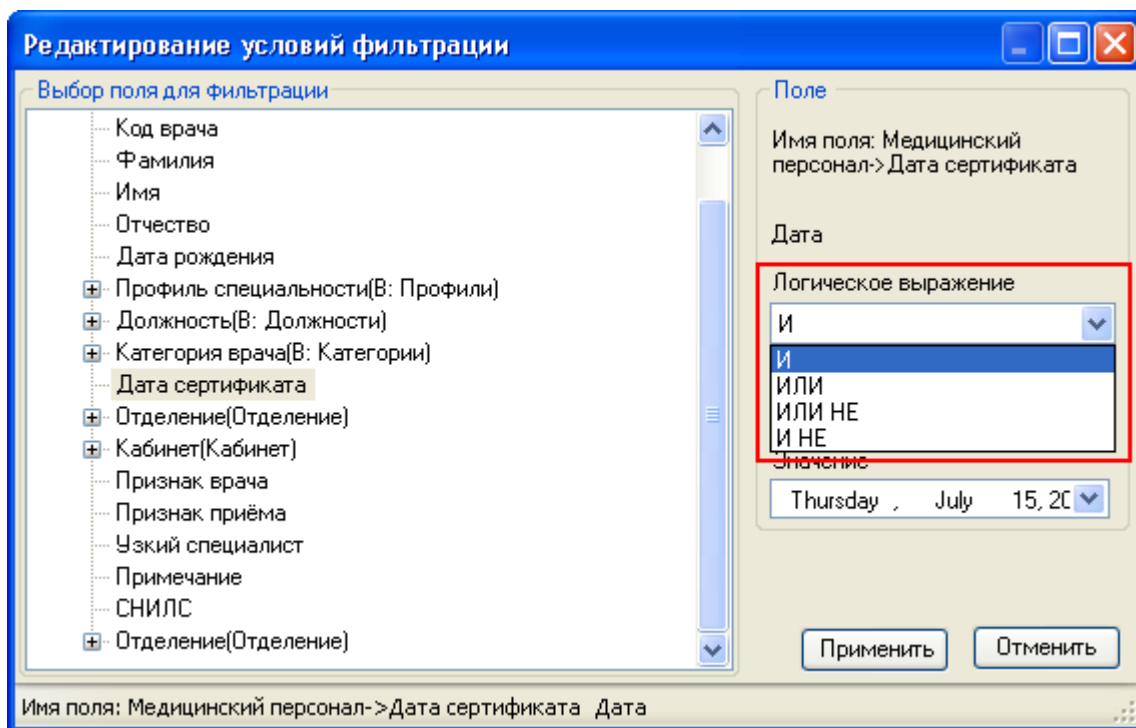 Редактирование условий фильтрации
Выбор поля для фильтрации
Код врача
Фамилия
Имя
Отчество
Дата рождения
Профиль специальности(В: Профили)
Должность(В: Должности)
Категория врача(В: Категории)
Дата сертификата
Отделение(Отделение)
Кабинет(Кабинет)
Признак врача
Признак приёма
Узкий специалист
Примечание
СНИЛС
Отделение(Отделение)
Поле
Имя поля: Медицинский
персонал->Дата сертификата
Дата
Логическое выражение
И
И
ИЛИ
ИЛИ НЕ
И НЕ
Значение
Thursday , July 15, 20
Применить Отменить
Имя поля: Медицинский персонал->Дата сертификата Дата